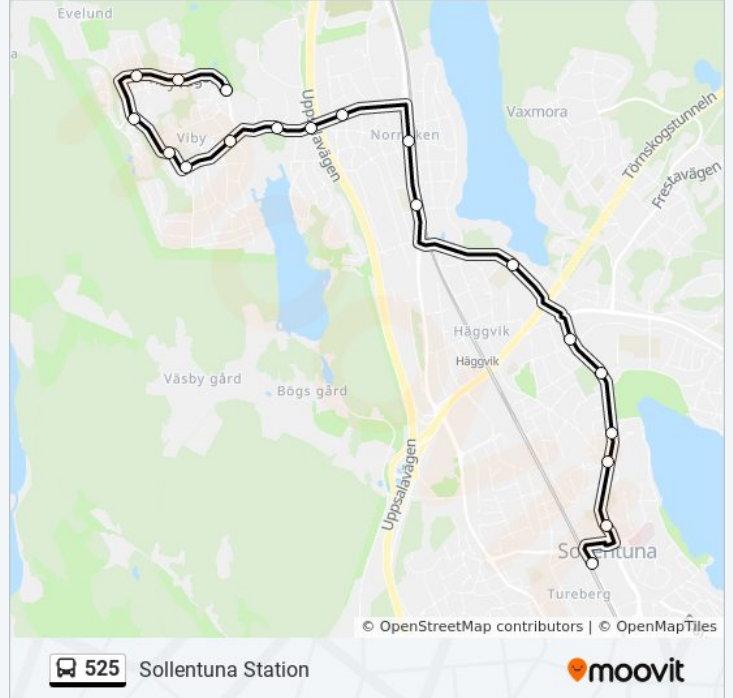 Evelund
a
Viby
Norrviken
Vaxmora
Törnskogstunneln
Frestavägen
Uppsalavägen
Häggvik
Häggvik
Väsby gård
Bögs gård
Uppsalavägen
Sollentuna
Tureberg
© OpenStreetMap contributors | © OpenMapTiles
525 Sollentuna Station
moovit